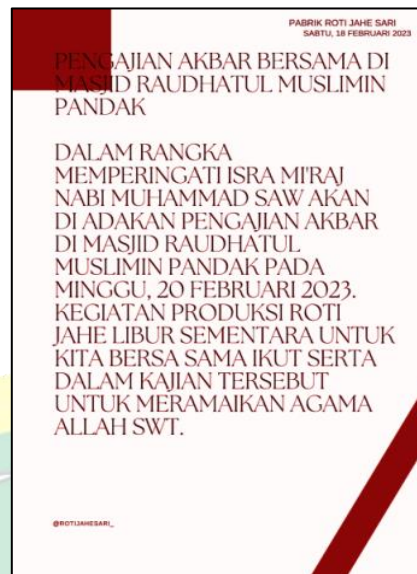 PABRIK ROTI JAHE SARI
SABTU, 18 FEBRUARI 2023
PENGAJIAN AKBAR BERSAMA DI
MASJID RAUDHATUL MUSLIMIN
PANDAK
DALAM RANGKA
MEMPERINGATI ISRA MI'RAJ
NABI MUHAMMAD SAW AKAN
DI ADAKAN PENGAJIAN AKBAR
DI MASJID RAUDHATUL
MUSLIMIN PANDAK PADA
MINGGU, 20 FEBRUARI 2023.
KEGIATAN PRODUKSI ROTI
JAHE LIBUR SEMENTARA UNTUK
KITA BERSA SAMA IKUT SERTA
DALAM KAJIAN TERSEBUT
UNTUK MERAMAIKAN AGAMA
ALLAH SWT.
@ROTIJAHESARI_